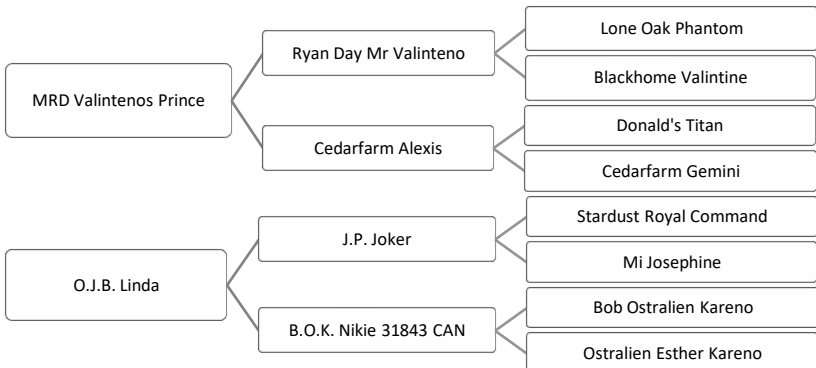 MRD Valintenos Prince
Ryan Day Mr Valinteno
Lone Oak Phantom
Blackhome Valintine
Cedarfarm Alexis
Donald's Titan
Cedarfarm Gemini
O.J.B. Linda
J.P. Joker
Stardust Royal Command
Mi Josephine
B.O.K. Nikie 31843 CAN
Bob Ostralien Kareno
Ostralien Esther Kareno